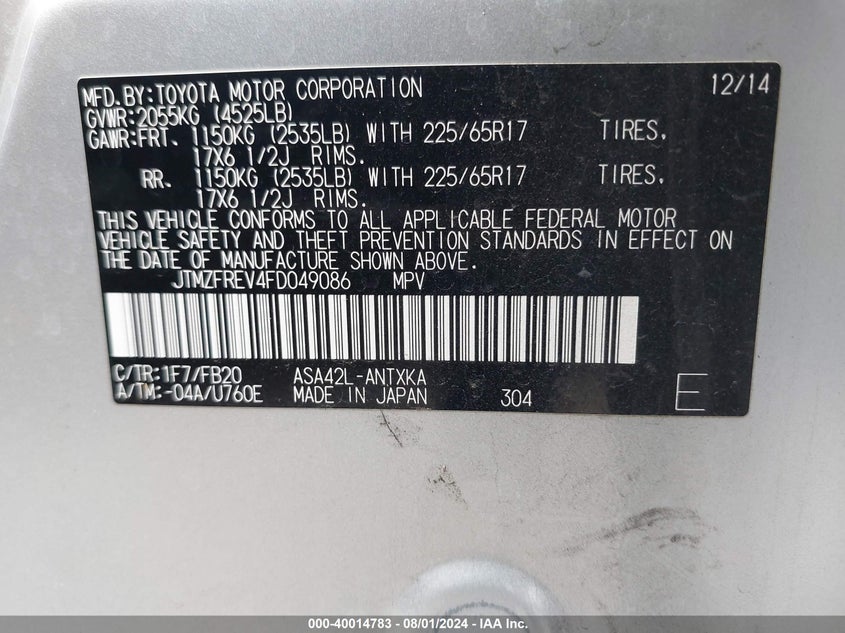 MFD.BY:TOYOTA MOTOR CORPORATION 12/14
GVWR:2055KG (4525LB)
GAWR:FRT. 1150KG (2535LB) WITH 225/65R17 TIRES,
17X6 1/2J RIMS.
RR. 1150KG (2535LB) WITH 225/65R17 TIRES,
17X6 1/2J RIMS.
THIS VEHICLE CONFORMS TO ALL APPLICABLE FEDERAL MOTOR
VEHICLE SAFETY AND THEFT PREVENTION STANDARDS IN EFFECT ON
THE DATE OF MANUFACTURE SHOWN ABOVE.
JTMZFREV4FD049086 MPV
C/TR:1F7/FB20 ASA42L-ANTXKA
A/TM:-04A/U760E MADE IN JAPAN 304 E
000-40014783 - 08/01/2024 - IAA Inc.